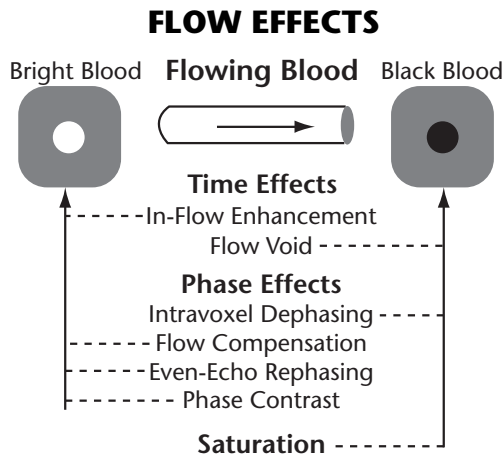 FLOW EFFECTS
Bright Blood Flowing Blood Black Blood
Time Effects
In-Flow Enhancement
Flow Void
Phase Effects
Intravoxel Dephasing
Flow Compensation
Even-Echo Rephasing
Phase Contrast
Saturation